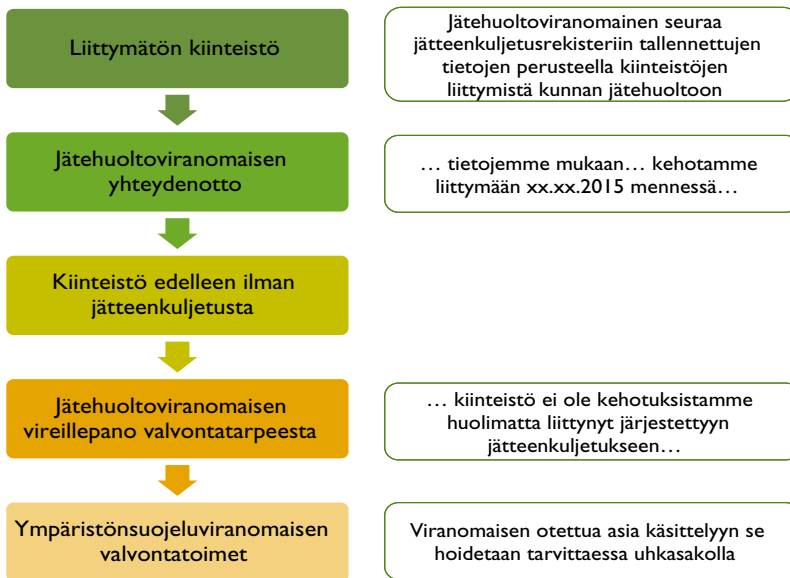 Liittymätön kiinteistö
Jätehuoltoviranomainen seuraa
jätteenkuljetusrekisteriin tallennettujen
tietojen perusteella kiinteistöjen
liittymistä kunnan jätehuoltoon
Jätehuoltoviranomaisen
yhteydenotto
… tietojemme mukaan… kehotamme
liittymään xx.xx.2015 mennessä…
Kiinteistö edelleen ilman
jätteenkuljetusta
Jätehuoltoviranomaisen
vireillepano valvontatarpeesta
… kiinteistö ei ole kehotuksistamme
huolimatta liittynyt järjestettyyn
jätteenkuljetukseen…
Ympäristönsuojeluviranomaisen
valvontatoimet
Viranomaisen otettua asia käsittelyyn se
hoidetaan tarvittaessa uhkasakolla